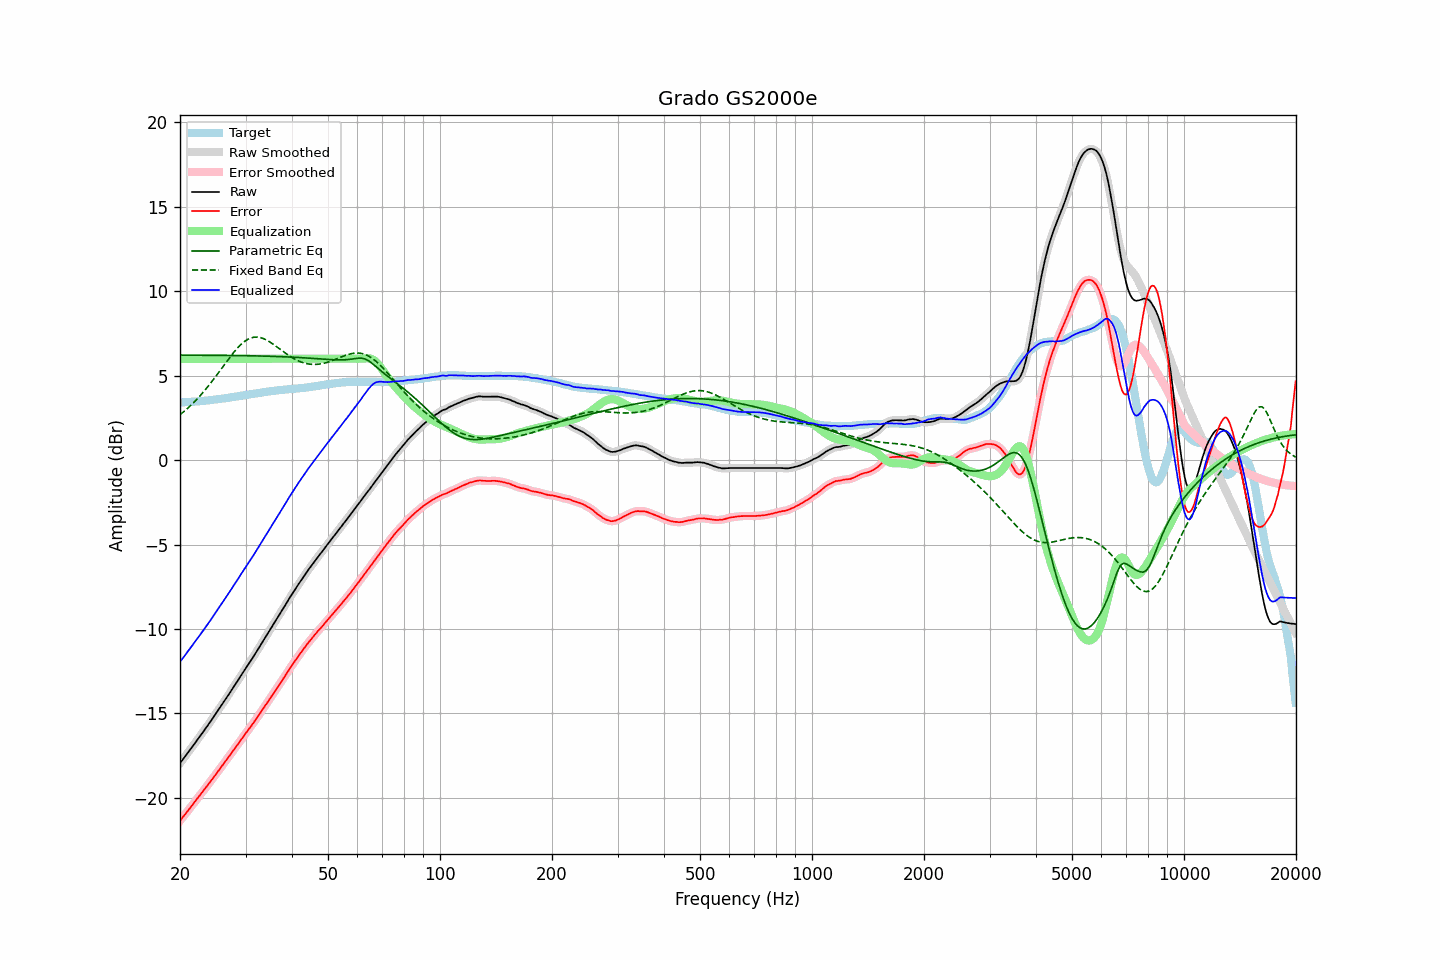 Grado GS2000e
Target
Raw Smoothed
Error Smoothed
Raw
Error
Equalization
Parametric Eq
Fixed Band Eq
Equalized
20
15
10
5
0
−5
−10
−15
−20
Amplitude (dBr)
20 50 100 200 500 1000 2000 5000 10000 20000
Frequency (Hz)